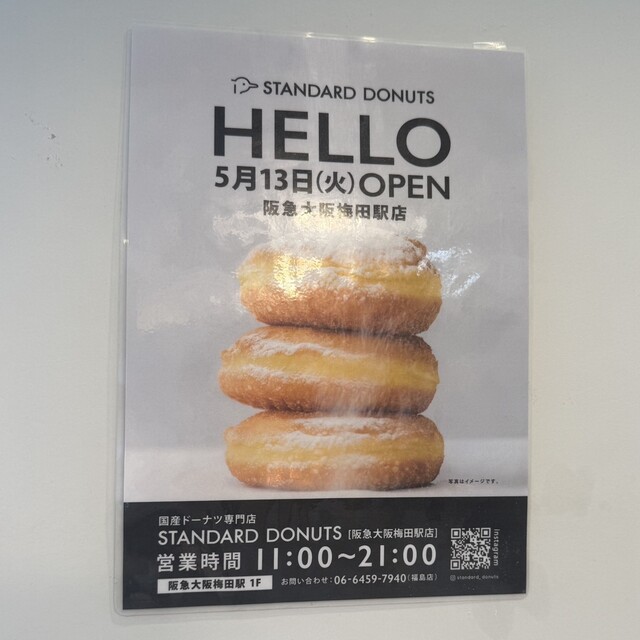 STANDARD DONUTS
HELLO
5月13日(火)OPEN
阪急大阪梅田駅店
写真はイメージです。
国産ドーナツ専門店
STANDARD DONUTS [阪急大阪梅田駅店]
営業時間 11:00〜21:00
阪急大阪梅田駅 1F お問い合わせ:06-6459-7940(福島店)
Instagram
@standard_donuts